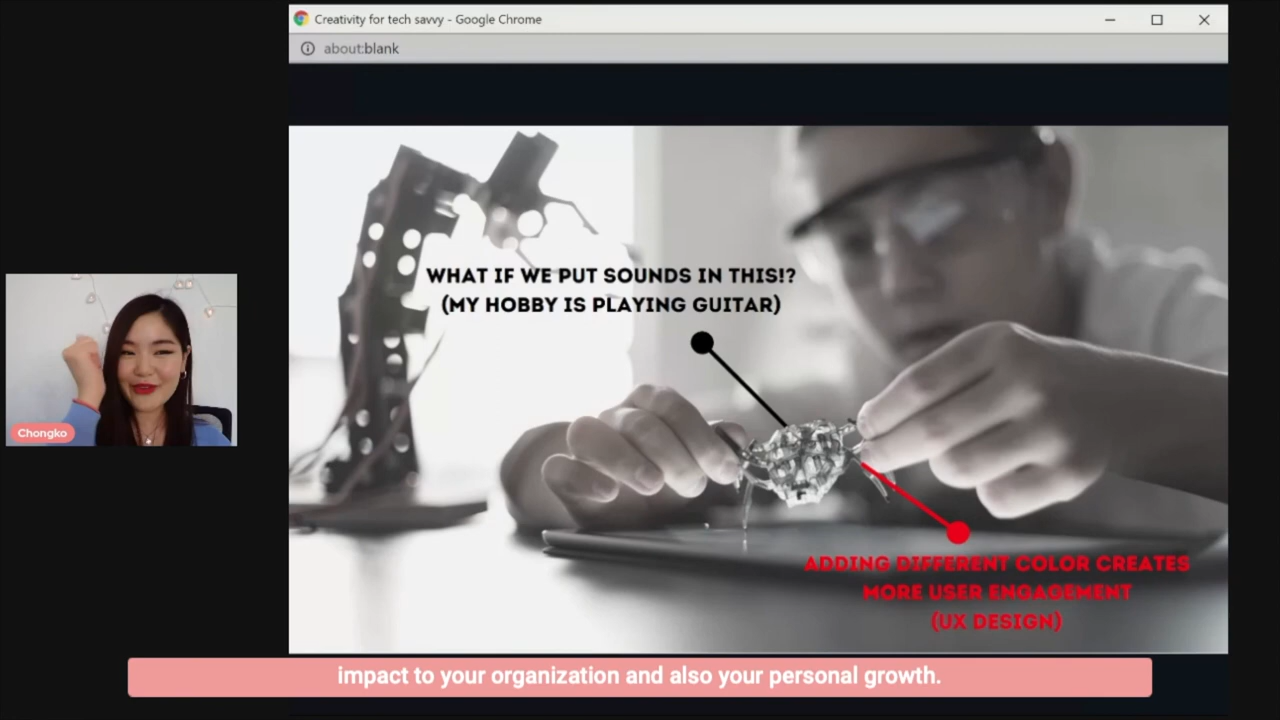 Creativity for tech savvy - Google Chrome
about:blank
WHAT IF WE PUT SOUNDS IN THIS!?
(MY HOBBY IS PLAYING GUITAR)
Chongko
ADDING DIFFERENT COLOR CREATES
MORE USER ENGAGEMENT
(UX DESIGN)
impact to your organization and also your personal growth.